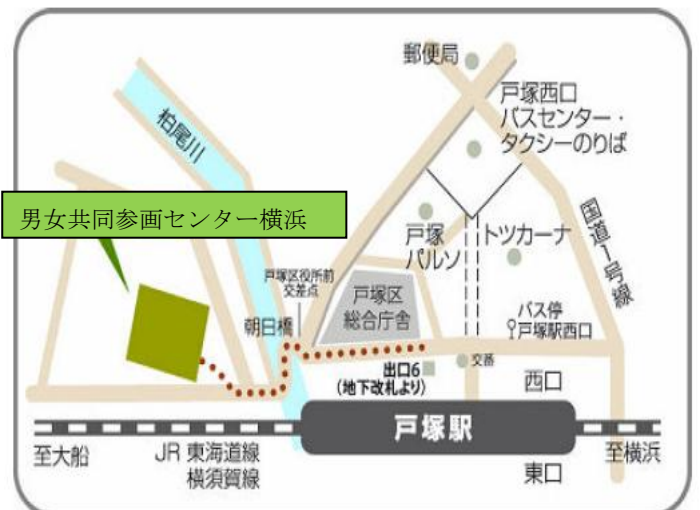 郵便局
戸塚西口
バスセンター・
タクシーのりば
柏尾川
男女共同参画センター横浜
国道1号線
戸塚
パルソ
トツカーナ
戸塚区役所前
交差点
戸塚区
総合庁舎
朝日橋
バス停
戸塚駅西口
出口6
(地下改札より)
交番
西口
戸塚駅
至大船
JR 東海道線
横須賀線
至横浜
東口